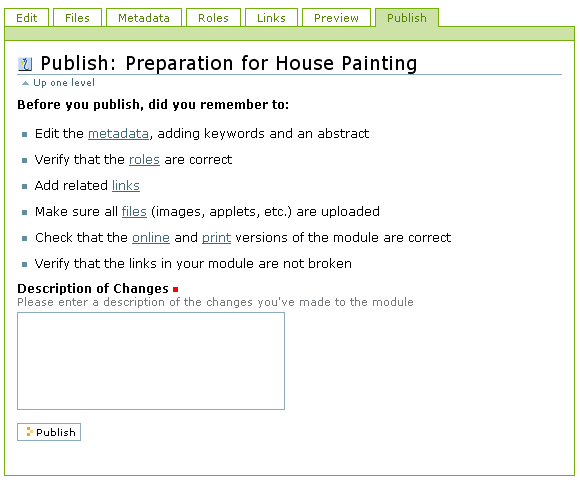 Edit Files Metadata Roles Links Preview Publish
Publish: Preparation for House Painting
Up one level
Before you publish, did you remember to:
Edit the metadata, adding keywords and an abstract
Verify that the roles are correct
Add related links
Make sure all files (images, applets, etc.) are uploaded
Check that the online and print versions of the module are correct
Verify that the links in your module are not broken
Description of Changes
Please enter a description of the changes you've made to the module
Publish